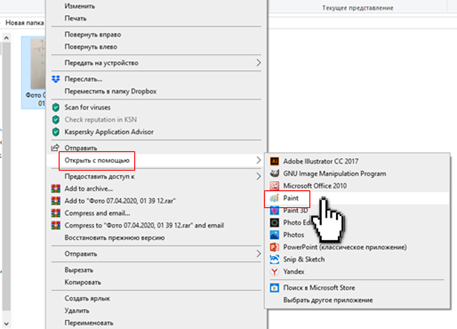 Изменить
Печать
Текущее представление
Новая папка
Повернуть вправо
Повернуть влево
Передать на устройство
Переслать...
Переместить в папку Dropbox
Scan for viruses
Check reputation in KSN
Kaspersky Application Advisor
Отправить
Открыть с помощью
Предоставить доступ к
Add to archive...
Add to "Фото 07.04.2020, 01 39 12.rar"
Compress and email...
Compress to "Фото 07.04.2020, 01 39 12.rar" and email
Восстановить прежнюю версию
Отправить
Вырезать
Копировать
Создать ярлык
Удалить
Переименовать
Фото 0
01
Adobe Illustrator CC 2017
GNU Image Manipulation Program
Microsoft Office 2010
Paint
Paint 3D
Photo Ed
Photos
PowerPoint (классическое приложение)
Snip & Sketch
Yandex
Поиск в Microsoft Store
Выбрать другое приложение